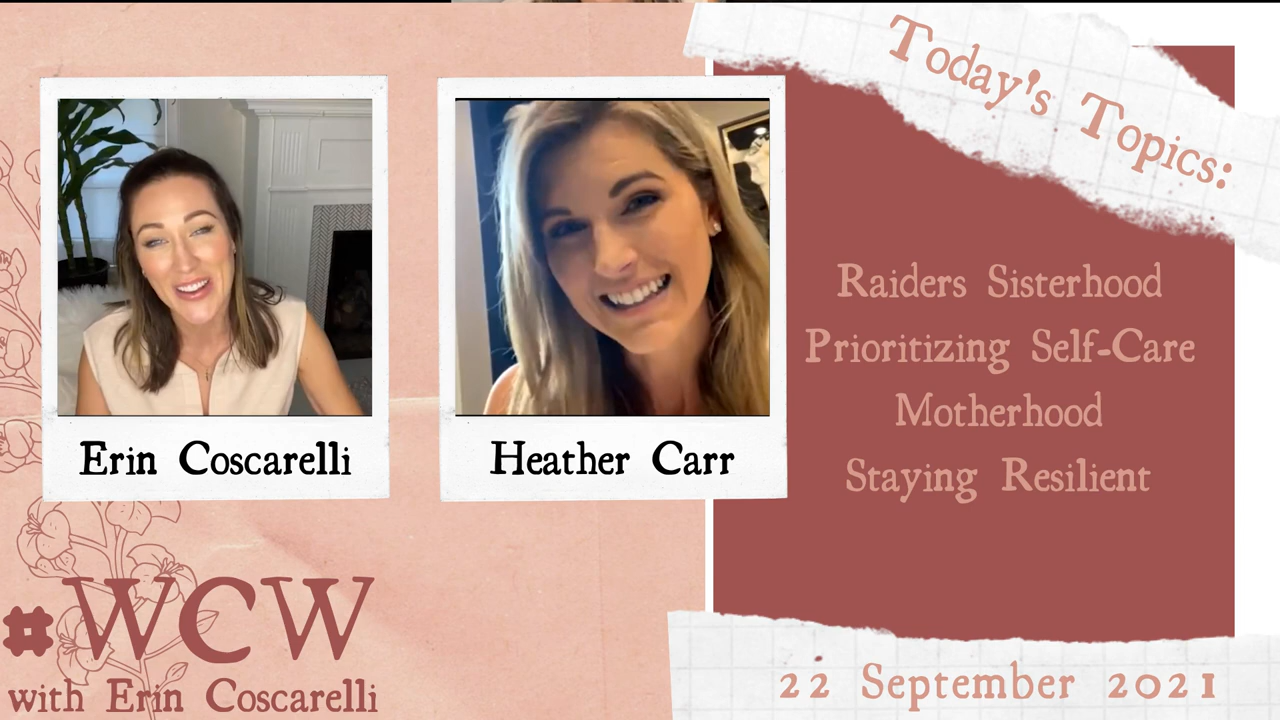 Today's Topics:
Erin Coscarelli
Heather Carr
Raiders Sisterhood
Prioritizing Self-Care
Motherhood
Staying Resilient
#WCW
with Erin Coscarelli
22 September 2021